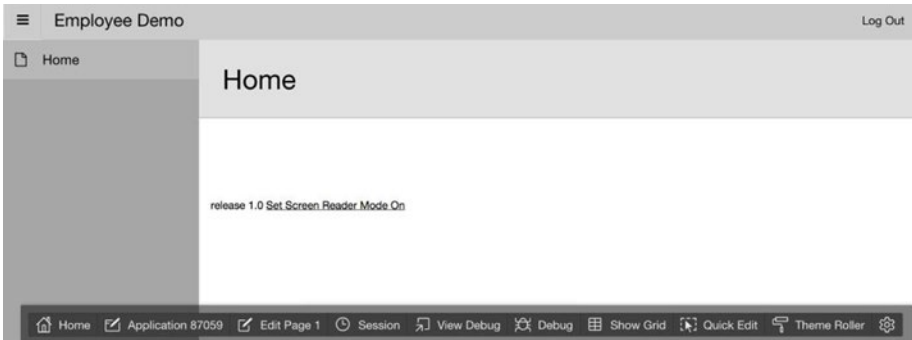 Employee Demo Log Out
Home
Home
release 1.0 Set Screen Reader Mode On
Home Application 87059 Edit Page 1 Session View Debug Debug Show Grid Quick Edit Theme Roller